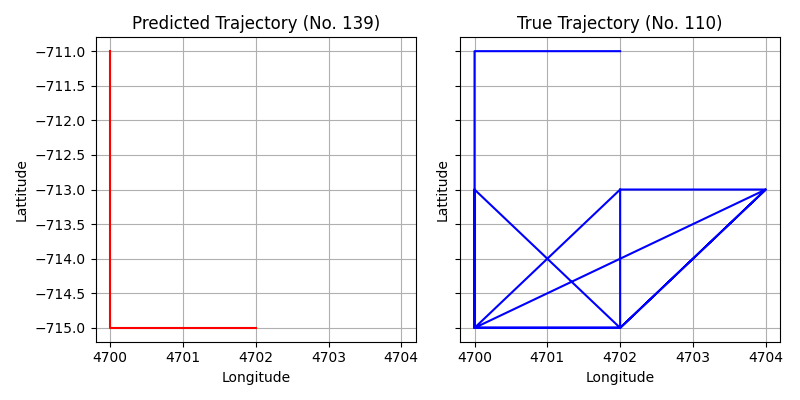 Predicted Trajectory (No. 139)
Lattitude
−711.0
−711.5
−712.0
−712.5
−713.0
−713.5
−714.0
−714.5
−715.0
4700 4701 4702 4703 4704
Longitude
True Trajectory (No. 110)
Lattitude
4700 4701 4702 4703 4704
Longitude